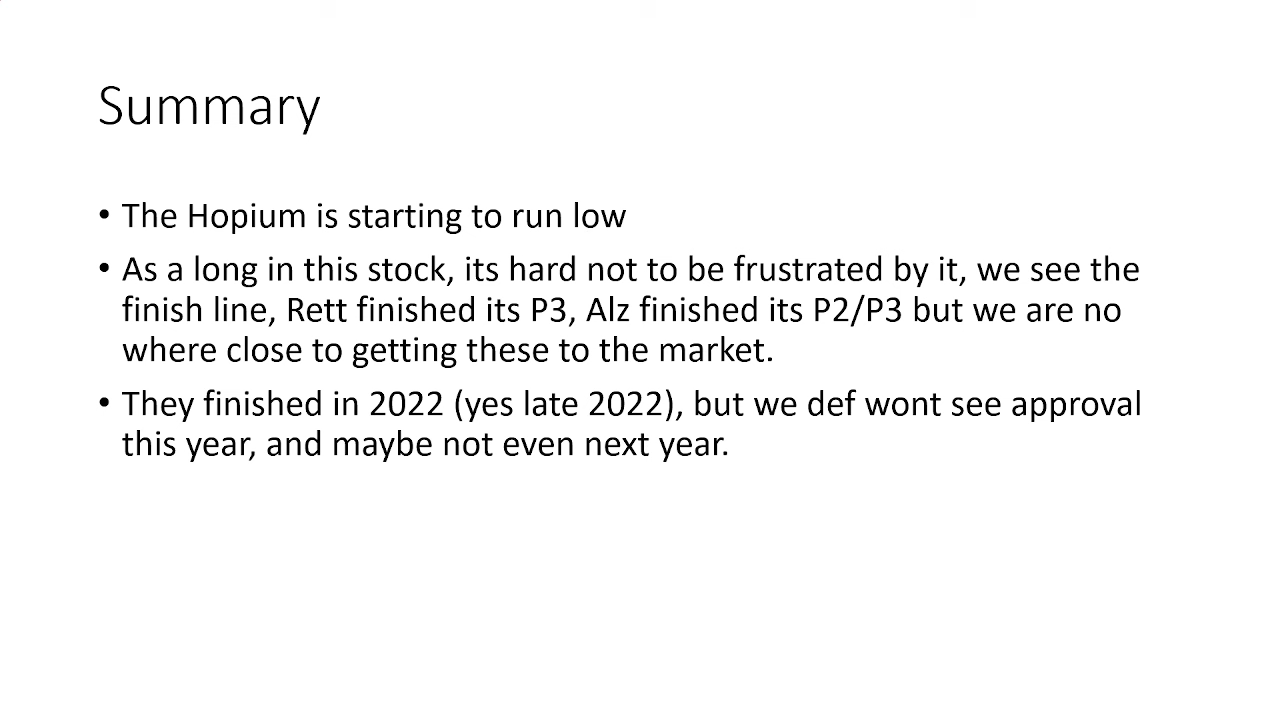 Summary
• The Hopium is starting to run low
• As a long in this stock, its hard not to be frustrated by it, we see the
finish line, Rett finished its P3, Alz finished its P2/P3 but we are no
where close to getting these to the market.
• They finished in 2022 (yes late 2022), but we def wont see approval
this year, and maybe not even next year.